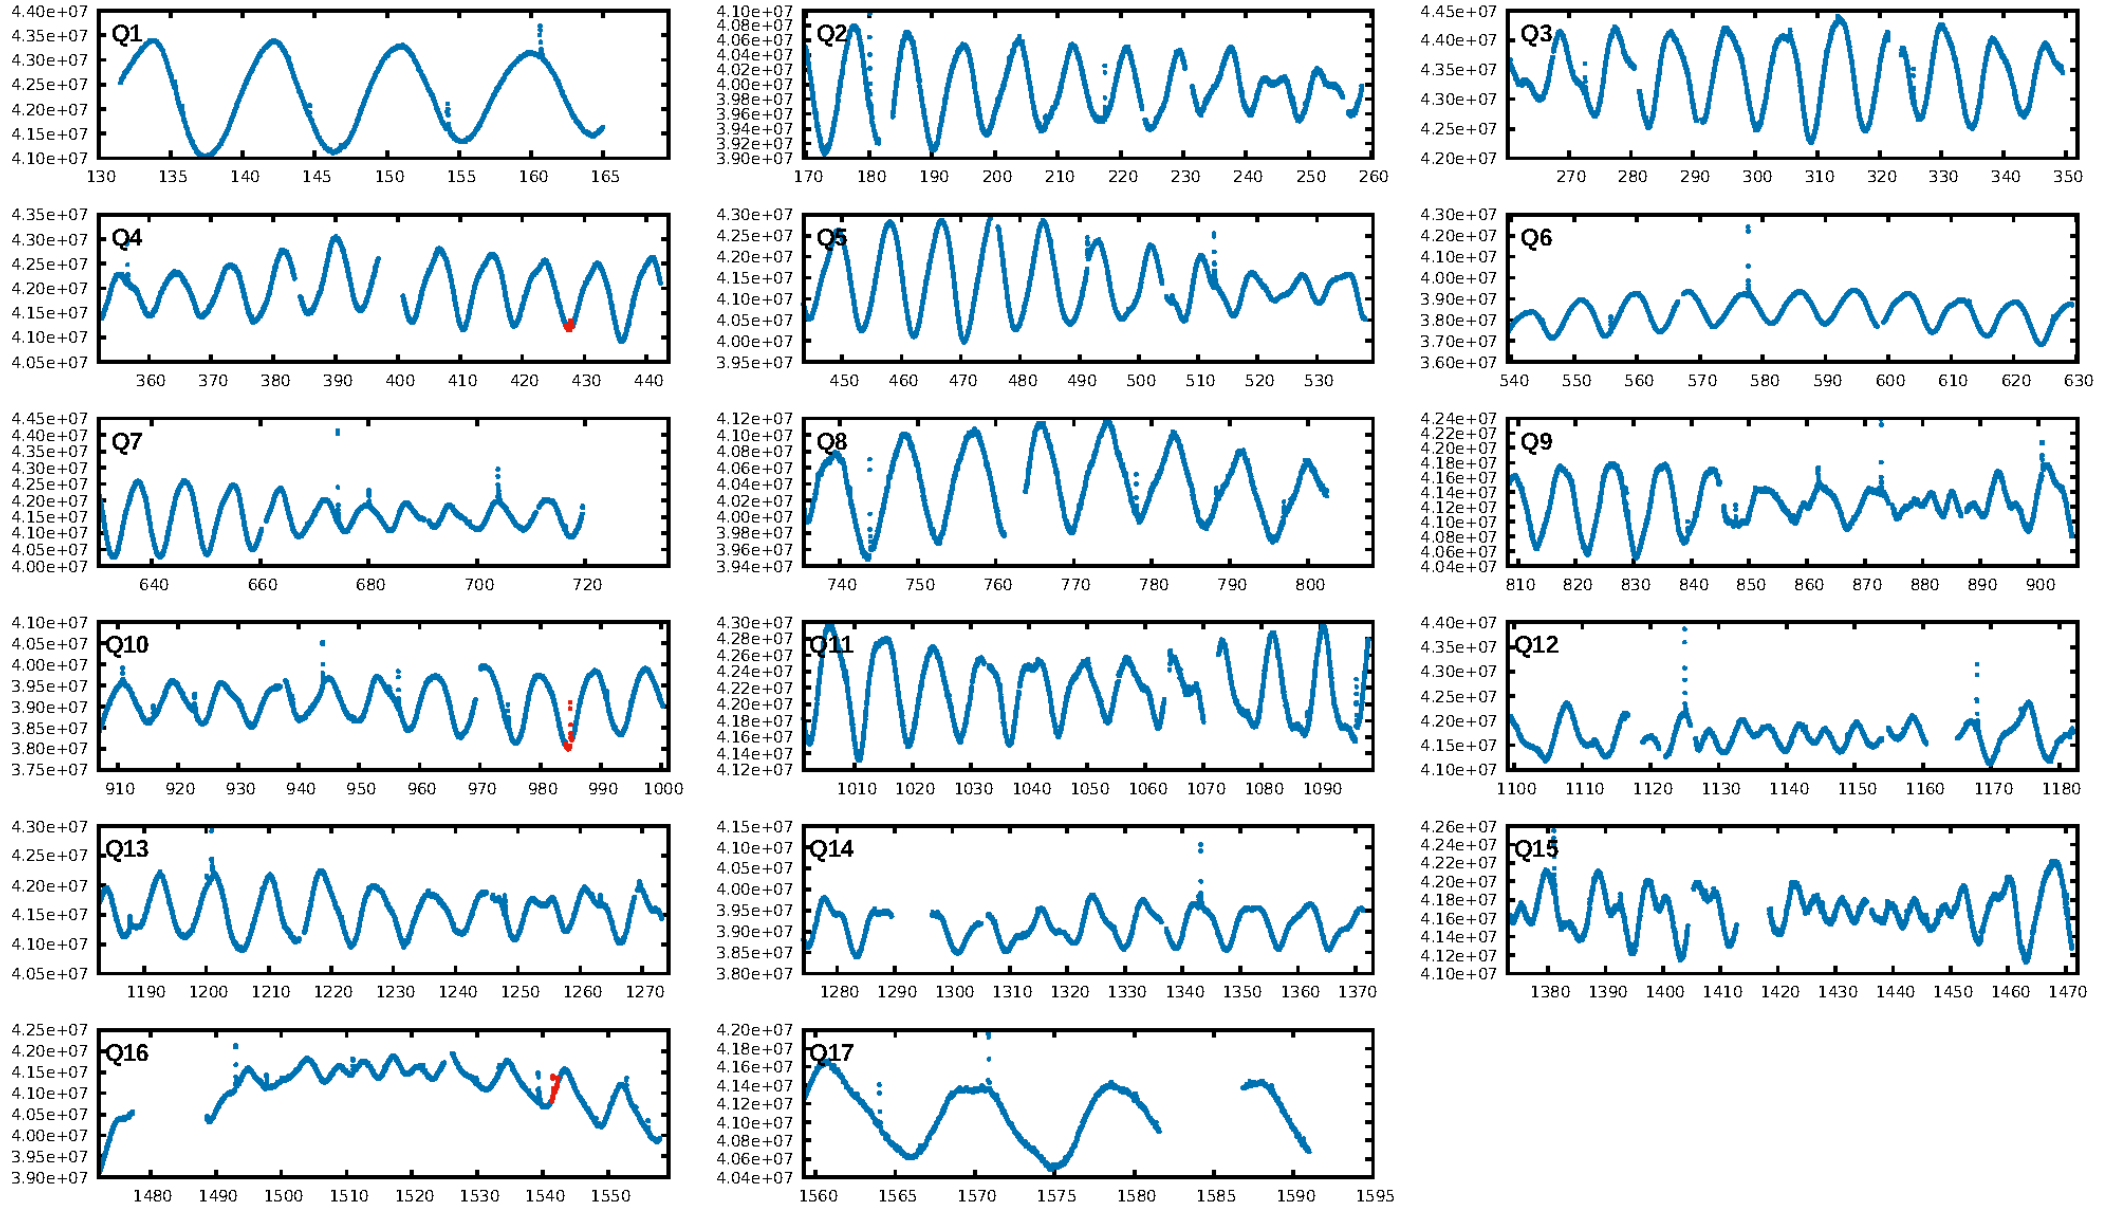 Q1
4.40e+07
4.35e+07
4.30e+07
4.25e+07
4.20e+07
4.15e+07
4.10e+07
130 135 140 145 150 155 160 165
Q2
4.10e+07
4.08e+07
4.06e+07
4.04e+07
4.02e+07
4.00e+07
3.98e+07
3.96e+07
3.94e+07
3.92e+07
3.90e+07
170 180 190 200 210 220 230 240 250 260
Q3
4.45e+07
4.40e+07
4.35e+07
4.30e+07
4.25e+07
4.20e+07
270 280 290 300 310 320 330 340 350
Q4
4.35e+07
4.30e+07
4.25e+07
4.20e+07
4.15e+07
4.10e+07
4.05e+07
360 370 380 390 400 410 420 430 440
Q5
4.30e+07
4.25e+07
4.20e+07
4.15e+07
4.10e+07
4.05e+07
4.00e+07
3.95e+07
450 460 470 480 490 500 510 520 530
Q6
4.30e+07
4.20e+07
4.10e+07
4.00e+07
3.90e+07
3.80e+07
3.70e+07
3.60e+07
540 550 560 570 580 590 600 610 620 630
Q7
4.45e+07
4.40e+07
4.35e+07
4.30e+07
4.25e+07
4.20e+07
4.15e+07
4.10e+07
4.05e+07
4.00e+07
640 660 680 700 720
Q8
4.12e+07
4.10e+07
4.08e+07
4.06e+07
4.04e+07
4.02e+07
4.00e+07
3.98e+07
3.96e+07
3.94e+07
740 750 760 770 780 790 800
Q9
4.24e+07
4.22e+07
4.20e+07
4.18e+07
4.16e+07
4.14e+07
4.12e+07
4.10e+07
4.08e+07
4.06e+07
4.04e+07
810 820 830 840 850 860 870 880 890 900
Q10
4.10e+07
4.05e+07
4.00e+07
3.95e+07
3.90e+07
3.85e+07
3.80e+07
3.75e+07
910 920 930 940 950 960 970 980 990 1000
Q11
4.30e+07
4.28e+07
4.26e+07
4.24e+07
4.22e+07
4.20e+07
4.18e+07
4.16e+07
4.14e+07
4.12e+07
1010 1020 1030 1040 1050 1060 1070 1080 1090
Q12
4.40e+07
4.35e+07
4.30e+07
4.25e+07
4.20e+07
4.15e+07
4.10e+07
1100 1110 1120 1130 1140 1150 1160 1170 1180
Q13
4.30e+07
4.25e+07
4.20e+07
4.15e+07
4.10e+07
4.05e+07
1190 1200 1210 1220 1230 1240 1250 1260 1270
Q14
4.15e+07
4.10e+07
4.05e+07
4.00e+07
3.95e+07
3.90e+07
3.85e+07
3.80e+07
1280 1290 1300 1310 1320 1330 1340 1350 1360 1370
Q15
4.26e+07
4.24e+07
4.22e+07
4.20e+07
4.18e+07
4.16e+07
4.14e+07
4.12e+07
4.10e+07
1380 1390 1400 1410 1420 1430 1440 1450 1460 1470
Q16
4.25e+07
4.20e+07
4.15e+07
4.10e+07
4.05e+07
4.00e+07
3.95e+07
3.90e+07
1480 1490 1500 1510 1520 1530 1540 1550
Q17
4.20e+07
4.18e+07
4.16e+07
4.14e+07
4.12e+07
4.10e+07
4.08e+07
4.06e+07
4.04e+07
1560 1565 1570 1575 1580 1585 1590 1595